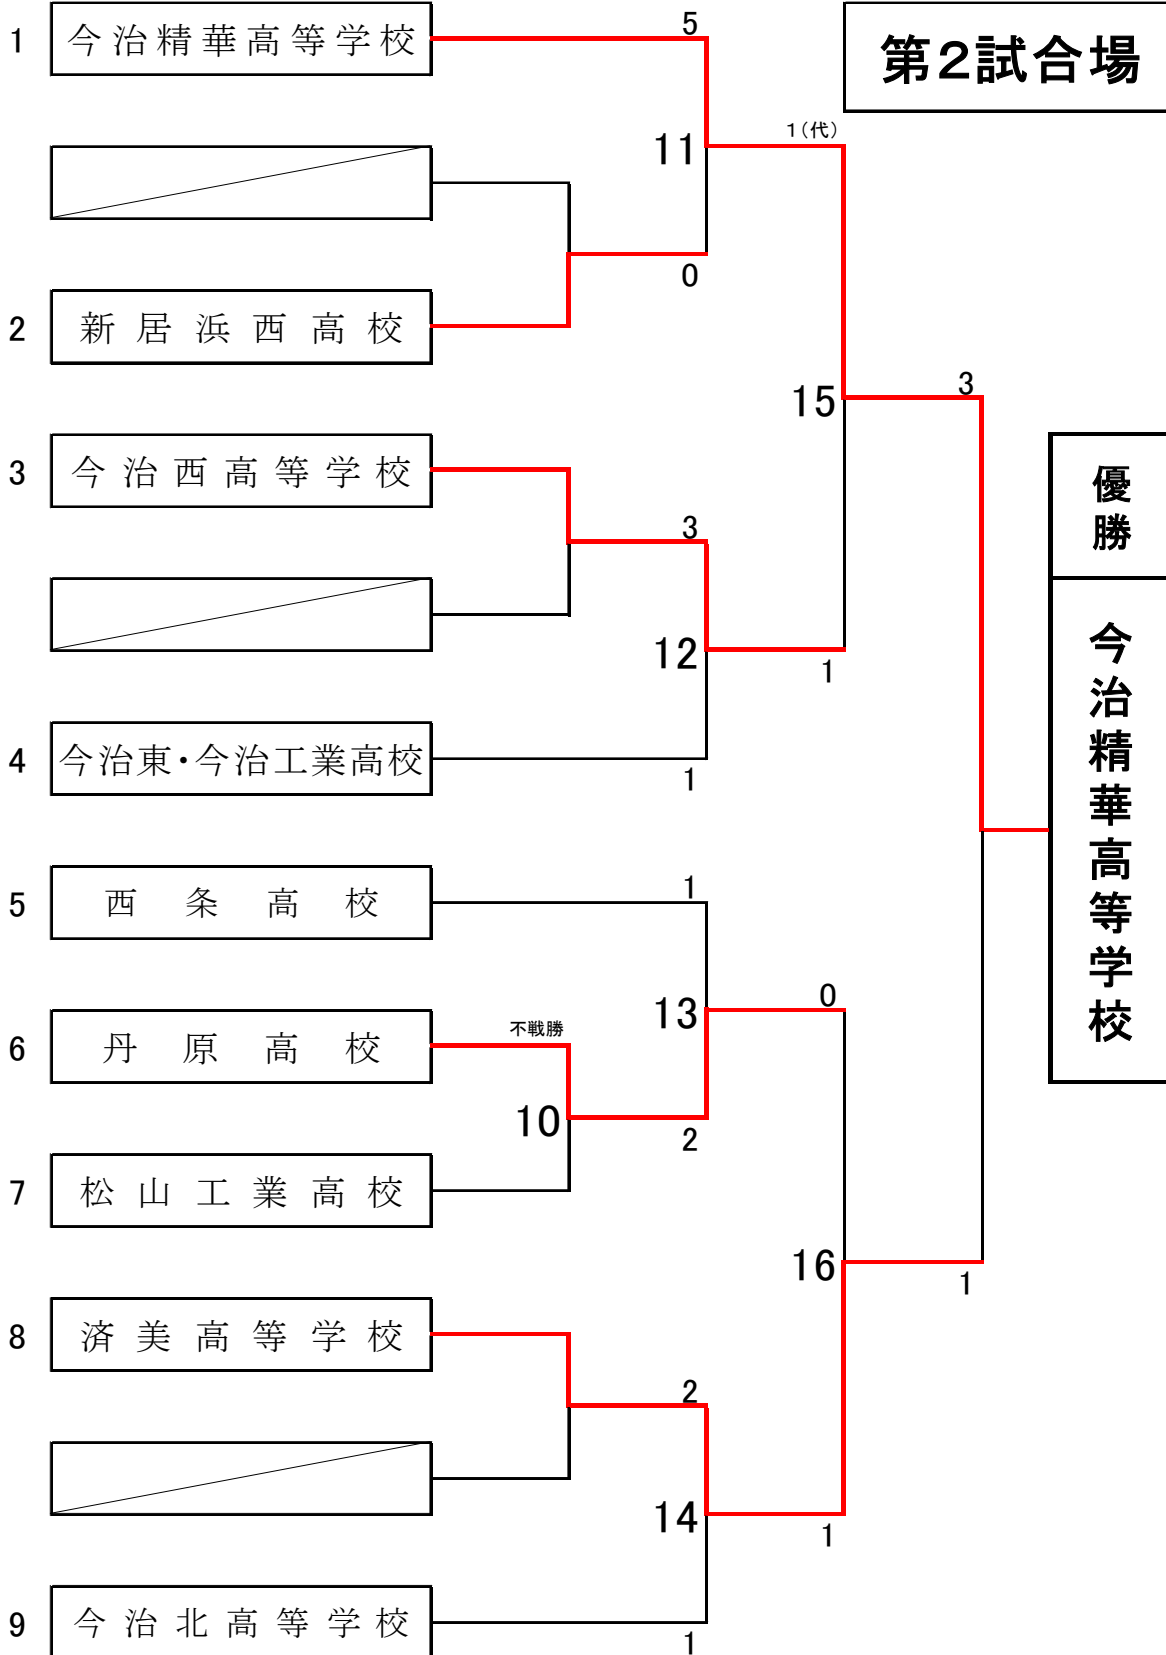 1 今治精華高等学校 5
第2試合場
1(代)
11
0
2 新居浜西高校
15 3
3 今治西高等学校
3
優勝
12
1
4 今治東・今治工業高校
1
今治精華高等学校
5 西条高校 1
0
13
6 丹原高校 不戦勝
10 2
7 松山工業高校
16
1
8 済美高等学校
2
14
1
9 今治北高等学校
1